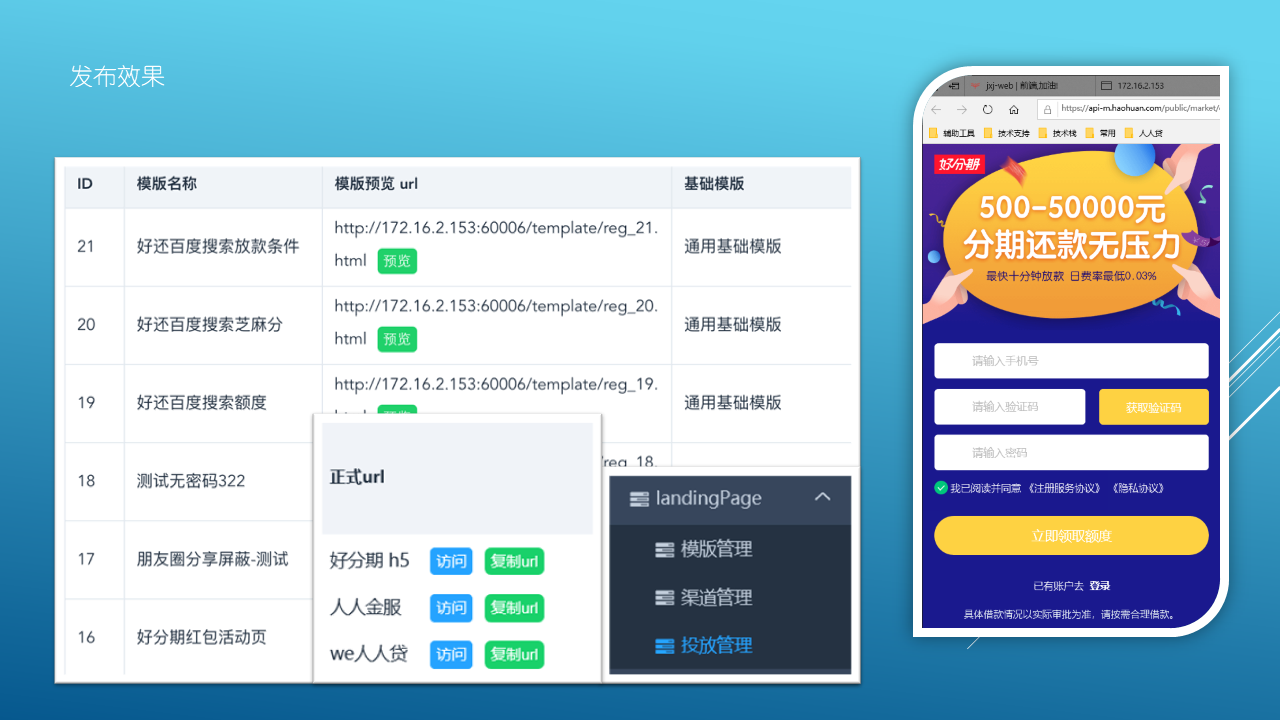 发布效果
ID 模版名称 模版预览 url 基础模版
21 好还百度搜索放款条件 http://172.16.2.153:60006/template/reg_21.html 预览 通用基础模版
20 好还百度搜索芝麻分 http://172.16.2.153:60006/template/reg_20.html 预览 通用基础模版
19 好还百度搜索额度 http://172.16.2.153:60006/template/reg_19. 通用基础模版
18 测试无密码322 reg_18.
17 朋友圈分享屏蔽-测试
16 好分期红包活动页
正式url
好分期 h5 访问 复制url
人人金服 访问 复制url
we人人贷 访问 复制url
landingPage
模版管理
渠道管理
投放管理
jxj-web | 前端,加油! 172.16.2.153
https://api-m.haohuan.com/public/market/
辅助工具 技术支持 技术栈 常用 人人贷
好分期
500-50000元
分期还款无压力
最快十分钟放款 日费率最低0.03%
请输入手机号
请输入验证码 获取验证码
请输入密码
我已阅读并同意《注册服务协议》《隐私协议》
立即领取额度
已有账户去 登录
具体借款情况以实际审批为准，请按需合理借款。